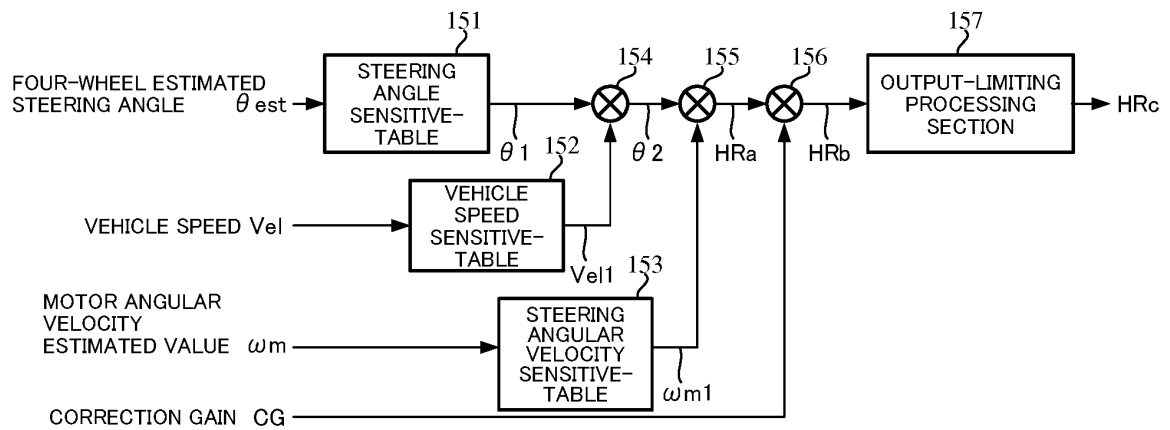 151
157
FOUR-WHEEL ESTIMATED
STEERING ANGLE θest
STEERING
ANGLE
SENSITIVE-
TABLE
154
155
156
OUTPUT-LIMITING
PROCESSING
SECTION
HRc
θ1
θ2
HRa
HRb
152
VEHICLE SPEED Vel
VEHICLE
SPEED
SENSITIVE-
TABLE
Vel1
153
MOTOR ANGULAR
VELOCITY
ESTIMATED VALUE ωm
STEERING
ANGULAR
VELOCITY
SENSITIVE-
TABLE
ωm1
CORRECTION GAIN CG